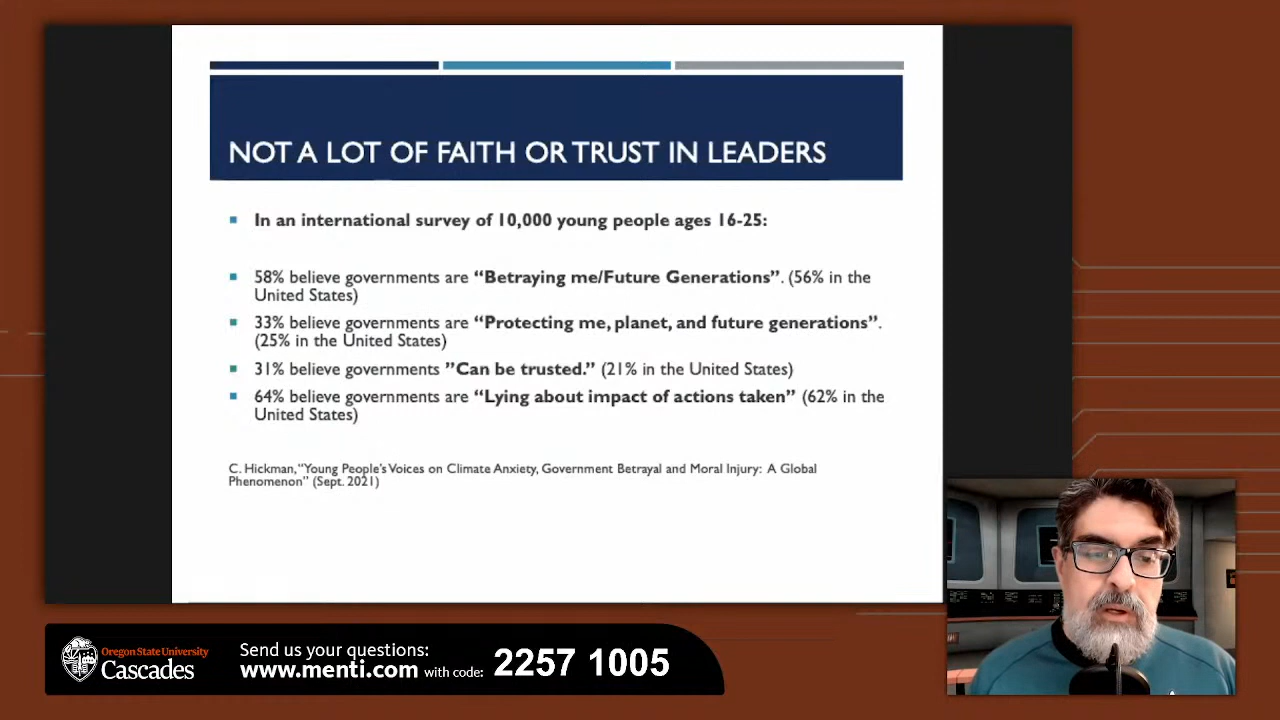 NOT A LOT OF FAITH OR TRUST IN LEADERS
In an international survey of 10,000 young people ages 16-25:
58% believe governments are “Betraying me/Future Generations”. (56% in the
United States)
33% believe governments are “Protecting me, planet, and future generations”.
(25% in the United States)
31% believe governments ”Can be trusted.” (21% in the United States)
64% believe governments are “Lying about impact of actions taken” (62% in the
United States)
C. Hickman, “Young People’s Voices on Climate Anxiety, Government Betrayal and Moral Injury: A Global
Phenomenon” (Sept. 2021)
Oregon State University
Cascades
Send us your questions:
www.menti.com with code: 2257 1005